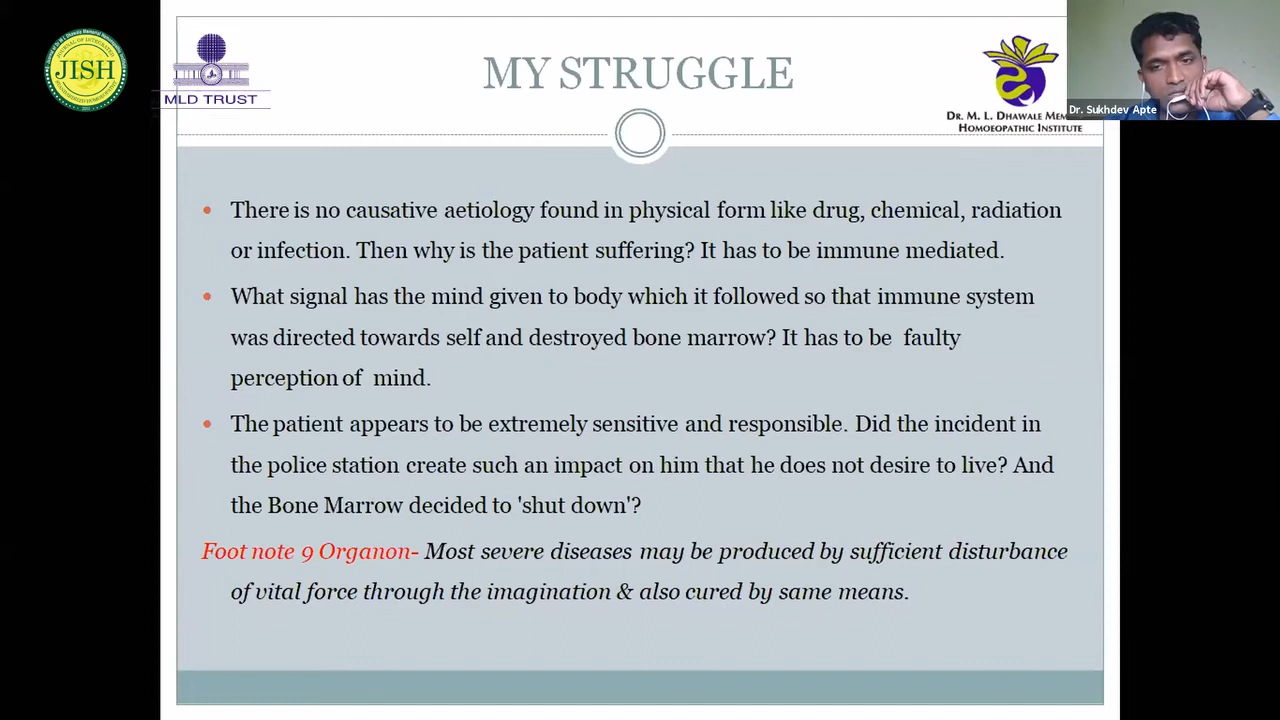 JISH
MLD TRUST
MY STRUGGLE
DR. M. L. DHAWALE
HOMOEOPATHIC INSTITUTE
Dr. Sukhdev Apte
• There is no causative aetiology found in physical form like drug, chemical, radiation
or infection. Then why is the patient suffering? It has to be immune mediated.
• What signal has the mind given to body which it followed so that immune system
was directed towards self and destroyed bone marrow? It has to be faulty
perception of mind.
• The patient appears to be extremely sensitive and responsible. Did the incident in
the police station create such an impact on him that he does not desire to live? And
the Bone Marrow decided to 'shut down'?
Foot note 9 Organon- Most severe diseases may be produced by sufficient disturbance
of vital force through the imagination & also cured by same means.